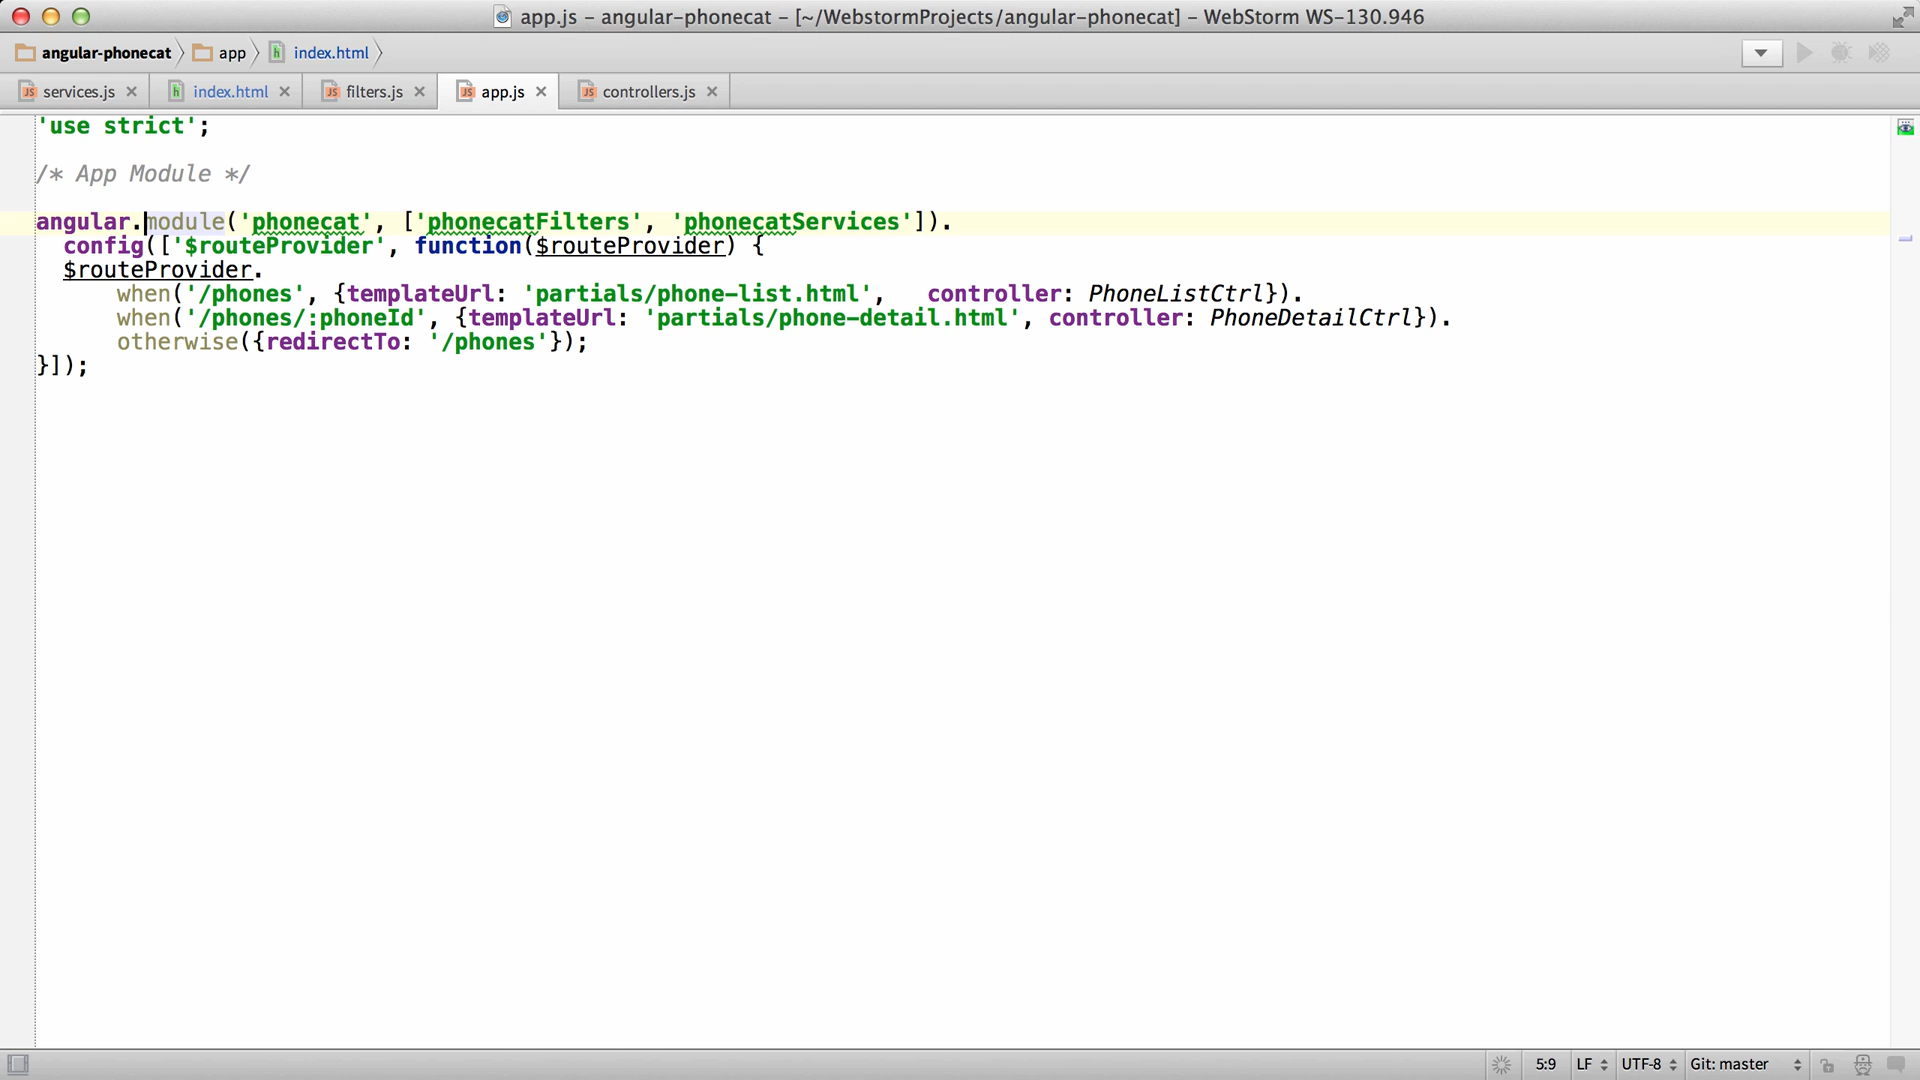 app.js – angular-phonecat – [~/WebstormProjects/angular-phonecat] – WebStorm WS-130.946
angular-phonecat app index.html
services.js index.html filters.js app.js controllers.js
'use strict';
/* App Module */
angular.module('phonecat', ['phonecatFilters', 'phonecatServices']).
config(['$routeProvider', function($routeProvider) {
$routeProvider.
when('/phones', {templateUrl: 'partials/phone-list.html',   controller: PhoneListCtrl}).
when('/phones/:phoneId', {templateUrl: 'partials/phone-detail.html', controller: PhoneDetailCtrl}).
otherwise({redirectTo: '/phones'});
}]);
5:9 LF UTF-8 Git: master